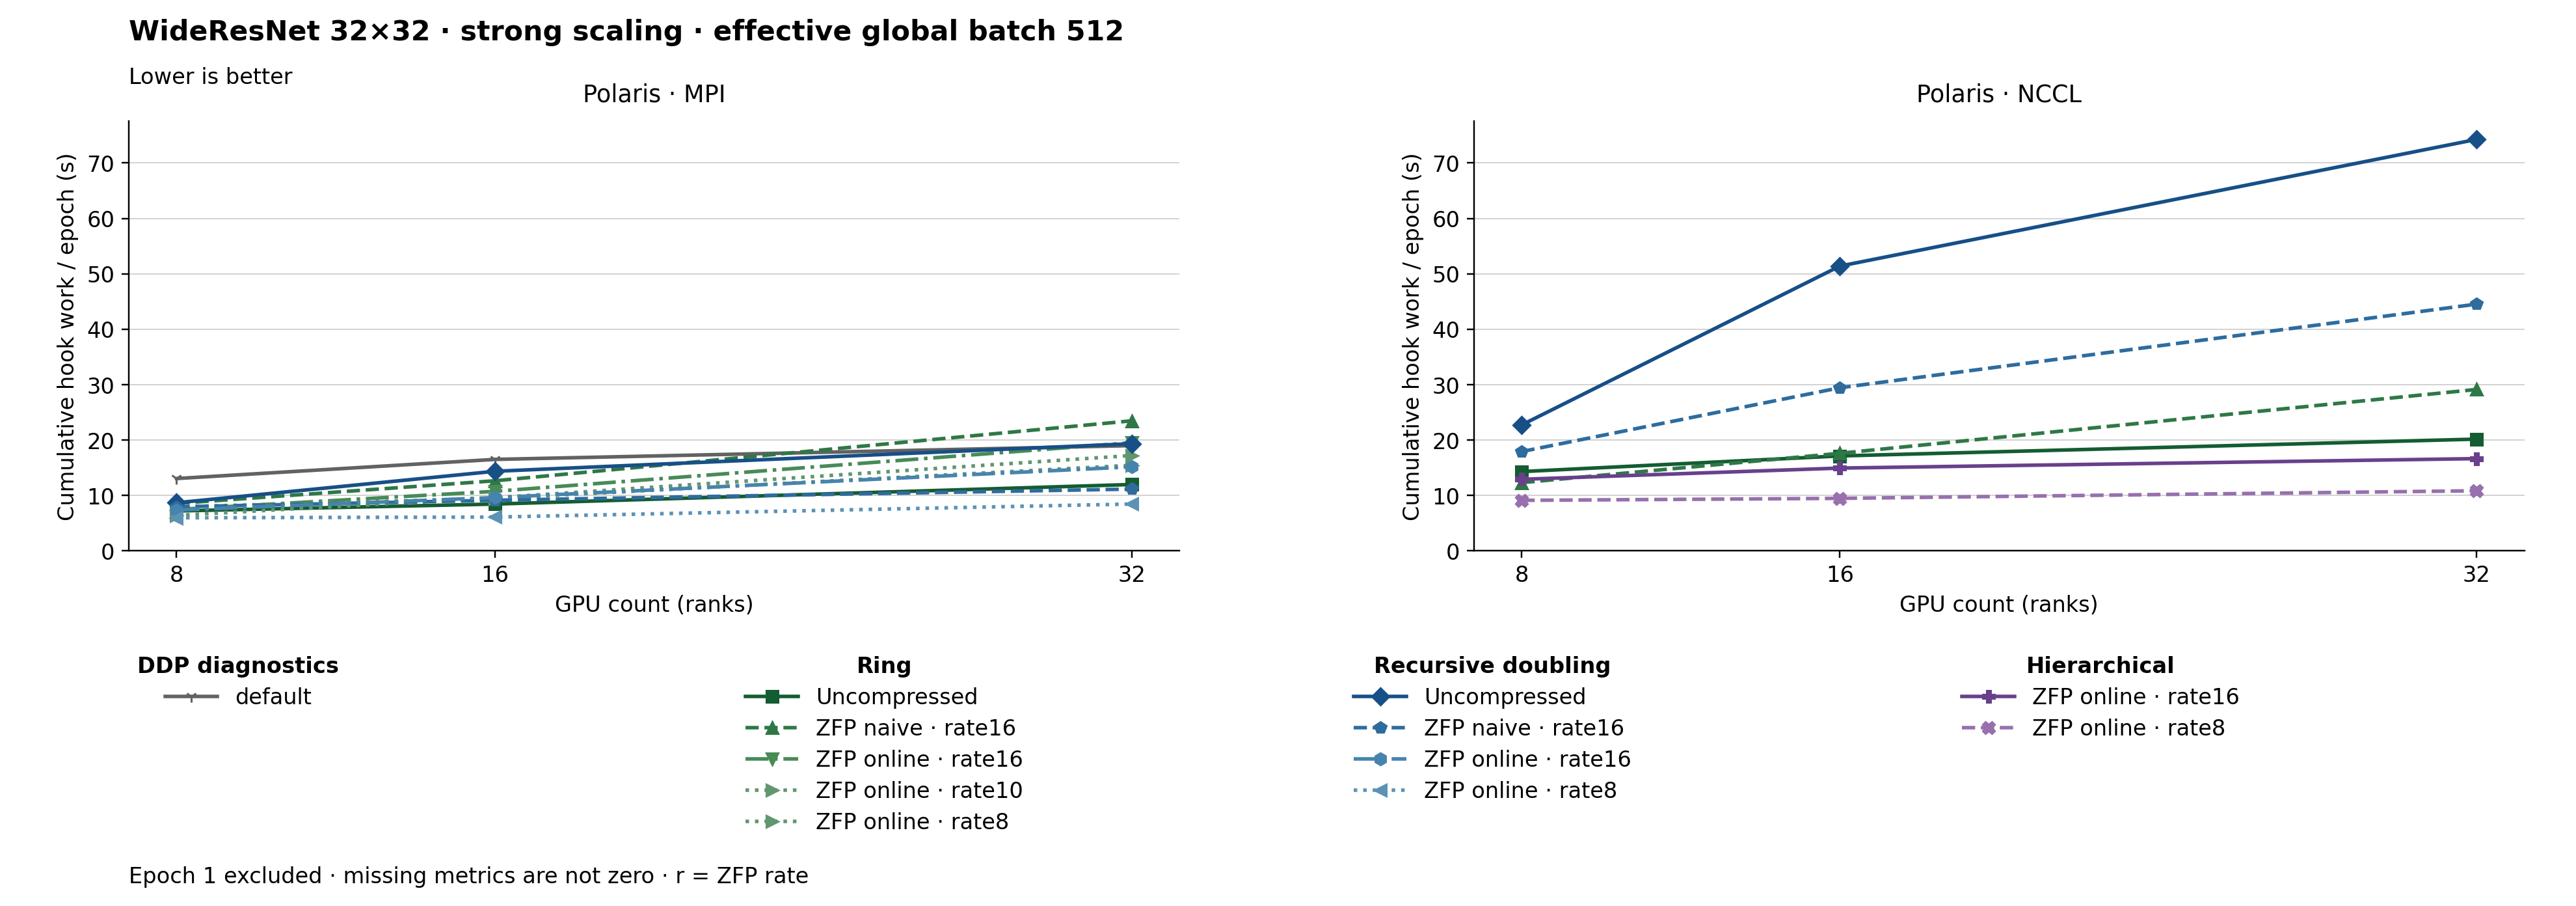 WideResNet 32×32 · strong scaling · effective global batch 512
Lower is better
Polaris · MPI
Cumulative hook work / epoch (s)
70
60
50
40
30
20
10
0
8
16
32
GPU count (ranks)
Polaris · NCCL
Cumulative hook work / epoch (s)
70
60
50
40
30
20
10
0
8
16
32
GPU count (ranks)
DDP diagnostics
default
Ring
Uncompressed
ZFP naive · rate16
ZFP online · rate16
ZFP online · rate10
ZFP online · rate8
Recursive doubling
Uncompressed
ZFP naive · rate16
ZFP online · rate16
ZFP online · rate8
Hierarchical
ZFP online · rate16
ZFP online · rate8
Epoch 1 excluded · missing metrics are not zero · r = ZFP rate